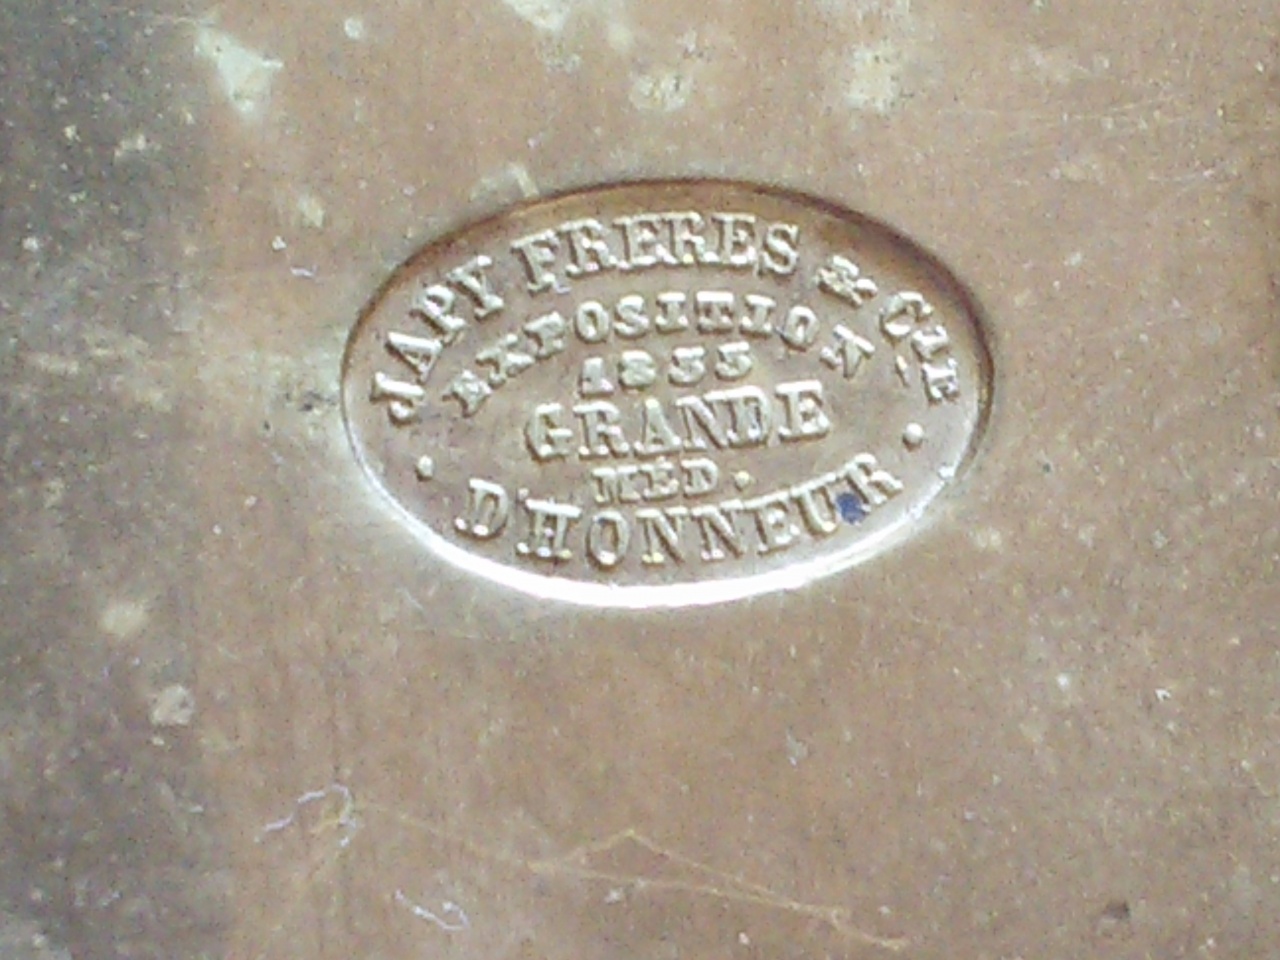 JAPY FRERES & CIE
EXPOSITION
1855
GRANDE
MED.
D'HONNEUR